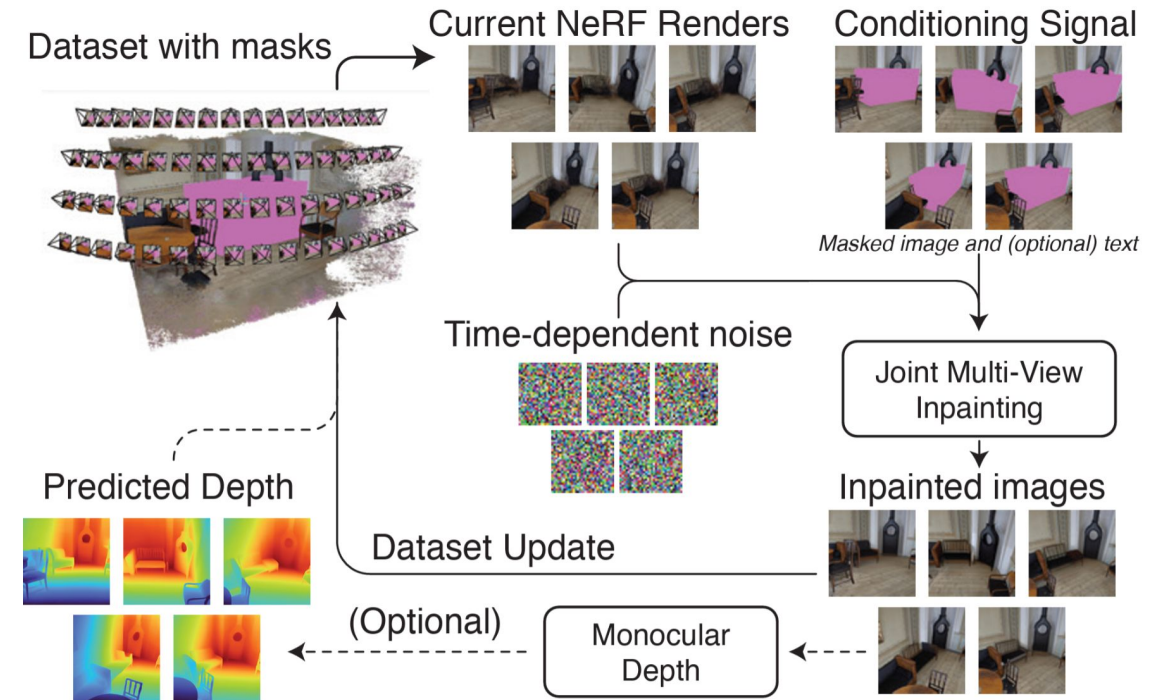 Dataset with masks
Current NeRF Renders
Conditioning Signal
Masked image and (optional) text
Time-dependent noise
Joint Multi-View
Inpainting
Predicted Depth
Inpainted images
Dataset Update
(Optional)
Monocular
Depth